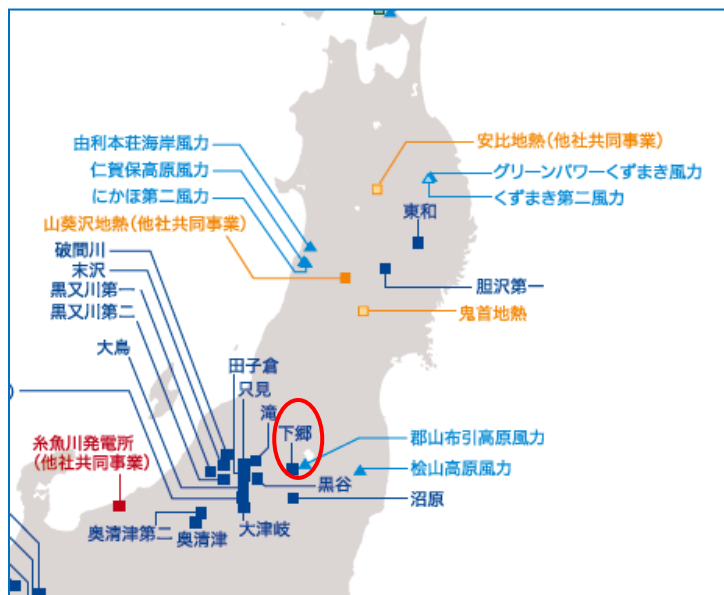 由利本荘海岸風力
仁賀保高原風力
にかほ第二風力
山葵沢地熱(他社共同事業)
安比地熱(他社共同事業)
グリーンパワーくずまき風力
くずまき第二風力
東和
胆沢第一
鬼首地熱
破間川
末沢
黒又川第一
黒又川第二
大鳥
田子倉
只見
滝
下郷
郡山布引高原風力
桧山高原風力
黒谷
沼原
糸魚川発電所
(他社共同事業)
奥清津第二
奥清津
大津岐